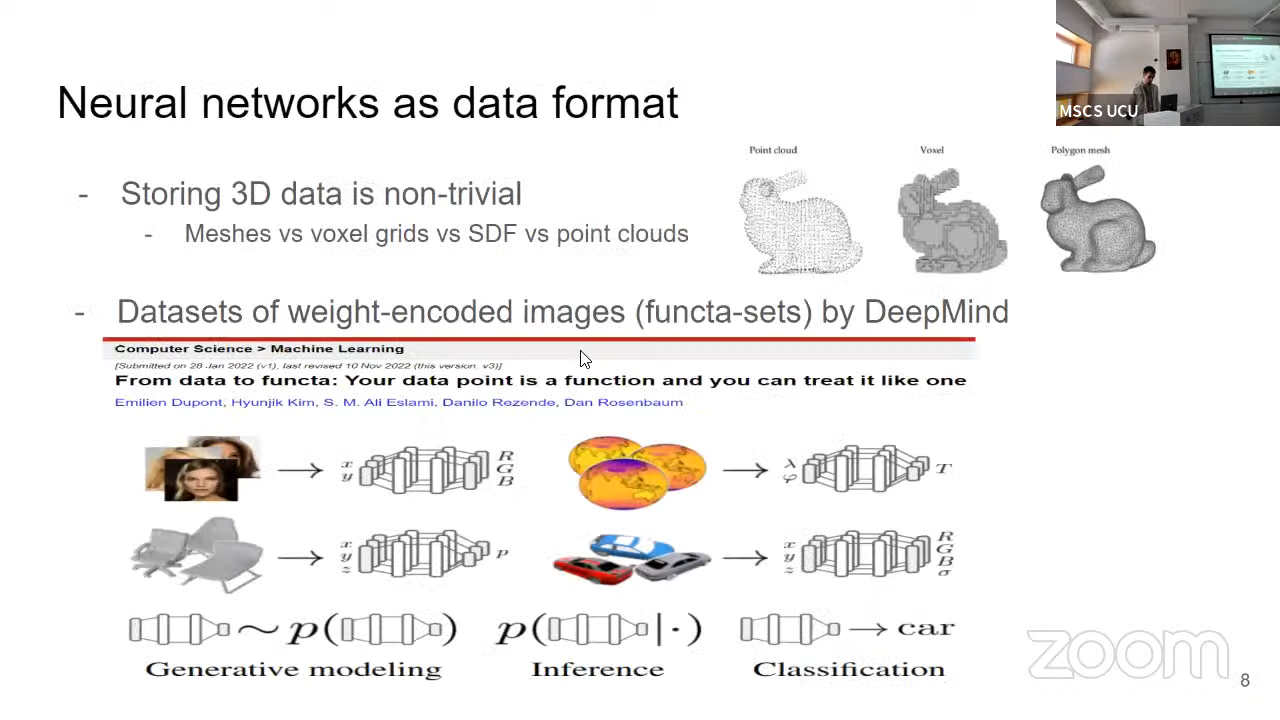 Neural networks as data format
MSCS UCU
Point cloud Voxel Polygon mesh
- Storing 3D data is non-trivial
- Meshes vs voxel grids vs SDF vs point clouds
- Datasets of weight-encoded images (functa-sets) by DeepMind
Computer Science > Machine Learning
[Submitted on 28 Jan 2022 (v1), last revised 10 Nov 2022 (this version, v3)]
From data to functa: Your data point is a function and you can treat it like one
Emilien Dupont, Hyunjik Kim, S. M. Ali Eslami, Danilo Rezende, Dan Rosenbaum
x y R G B
λ φ T
x y z p
x y z R G B σ
∼ p( )
p( | · )
→ car
Generative modeling Inference Classification
zoom
8